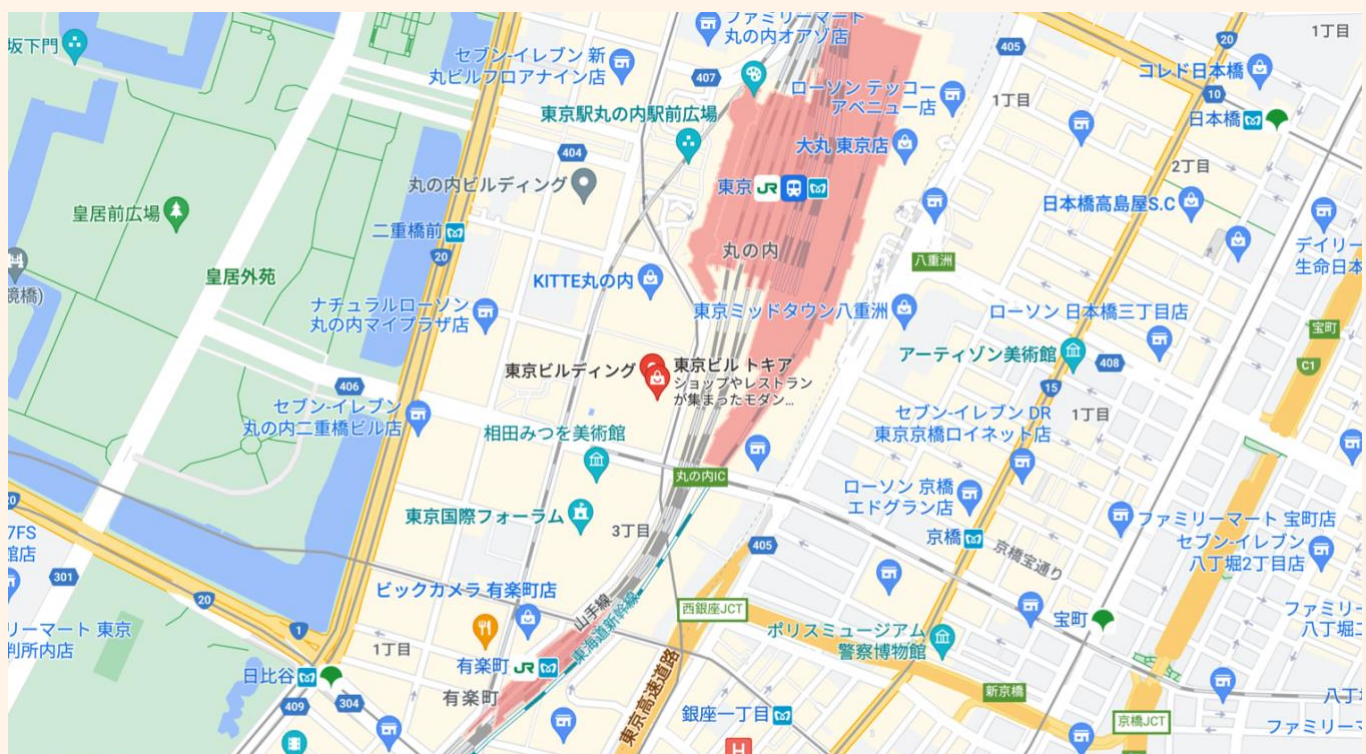 ファミリーマート
丸の内オアゾ店
1丁目
坂下門
セブン-イレブン 新
丸ビルフロアナイン店
405
20
コレド日本橋
407
ローソン テッコー
アベニュー店
10
1丁目
東京駅丸の内駅前広場
日本橋
大丸 東京店
404
2丁目
丸の内ビルディング
東京 JR
日本橋高島屋S.C
皇居前広場
二重橋前
デイリー
生命日本
20
丸の内
八重洲
鏡橋)
皇居外苑
KITTE丸の内
ナチュラルローソン
丸の内マイプラザ店
東京ミッドタウン八重洲
ローソン 日本橋三丁目店
宝町
アーティゾン美術館
408
C1
東京ビルディング
東京ビル トキア
ショップやレストラン
が集まったモダン...
406
15
セブン-イレブン
丸の内二重橋ビル店
セブン-イレブン DR
東京京橋ロイネット店
1丁目
相田みつを美術館
丸の内IC
ローソン 京橋
エドグラン店
20
東京国際フォーラム
3丁目
ファミリーマート 宝町店
7FS
館店
405
京橋
京橋宝通り
セブン-イレブン
八丁堀2丁目店
301
ビックカメラ 有楽町店
20
山手線
東海道新幹線
西銀座JCT
宝町
ファミリ
八丁堀二
リーマート 東京
判所内店
1
ポリスミュージアム
警察博物館
1丁目
有楽町 JR
日比谷
東京高速道路
新京橋
有楽町
304
409
銀座一丁目
京橋JCT
八丁
ファミリー
H